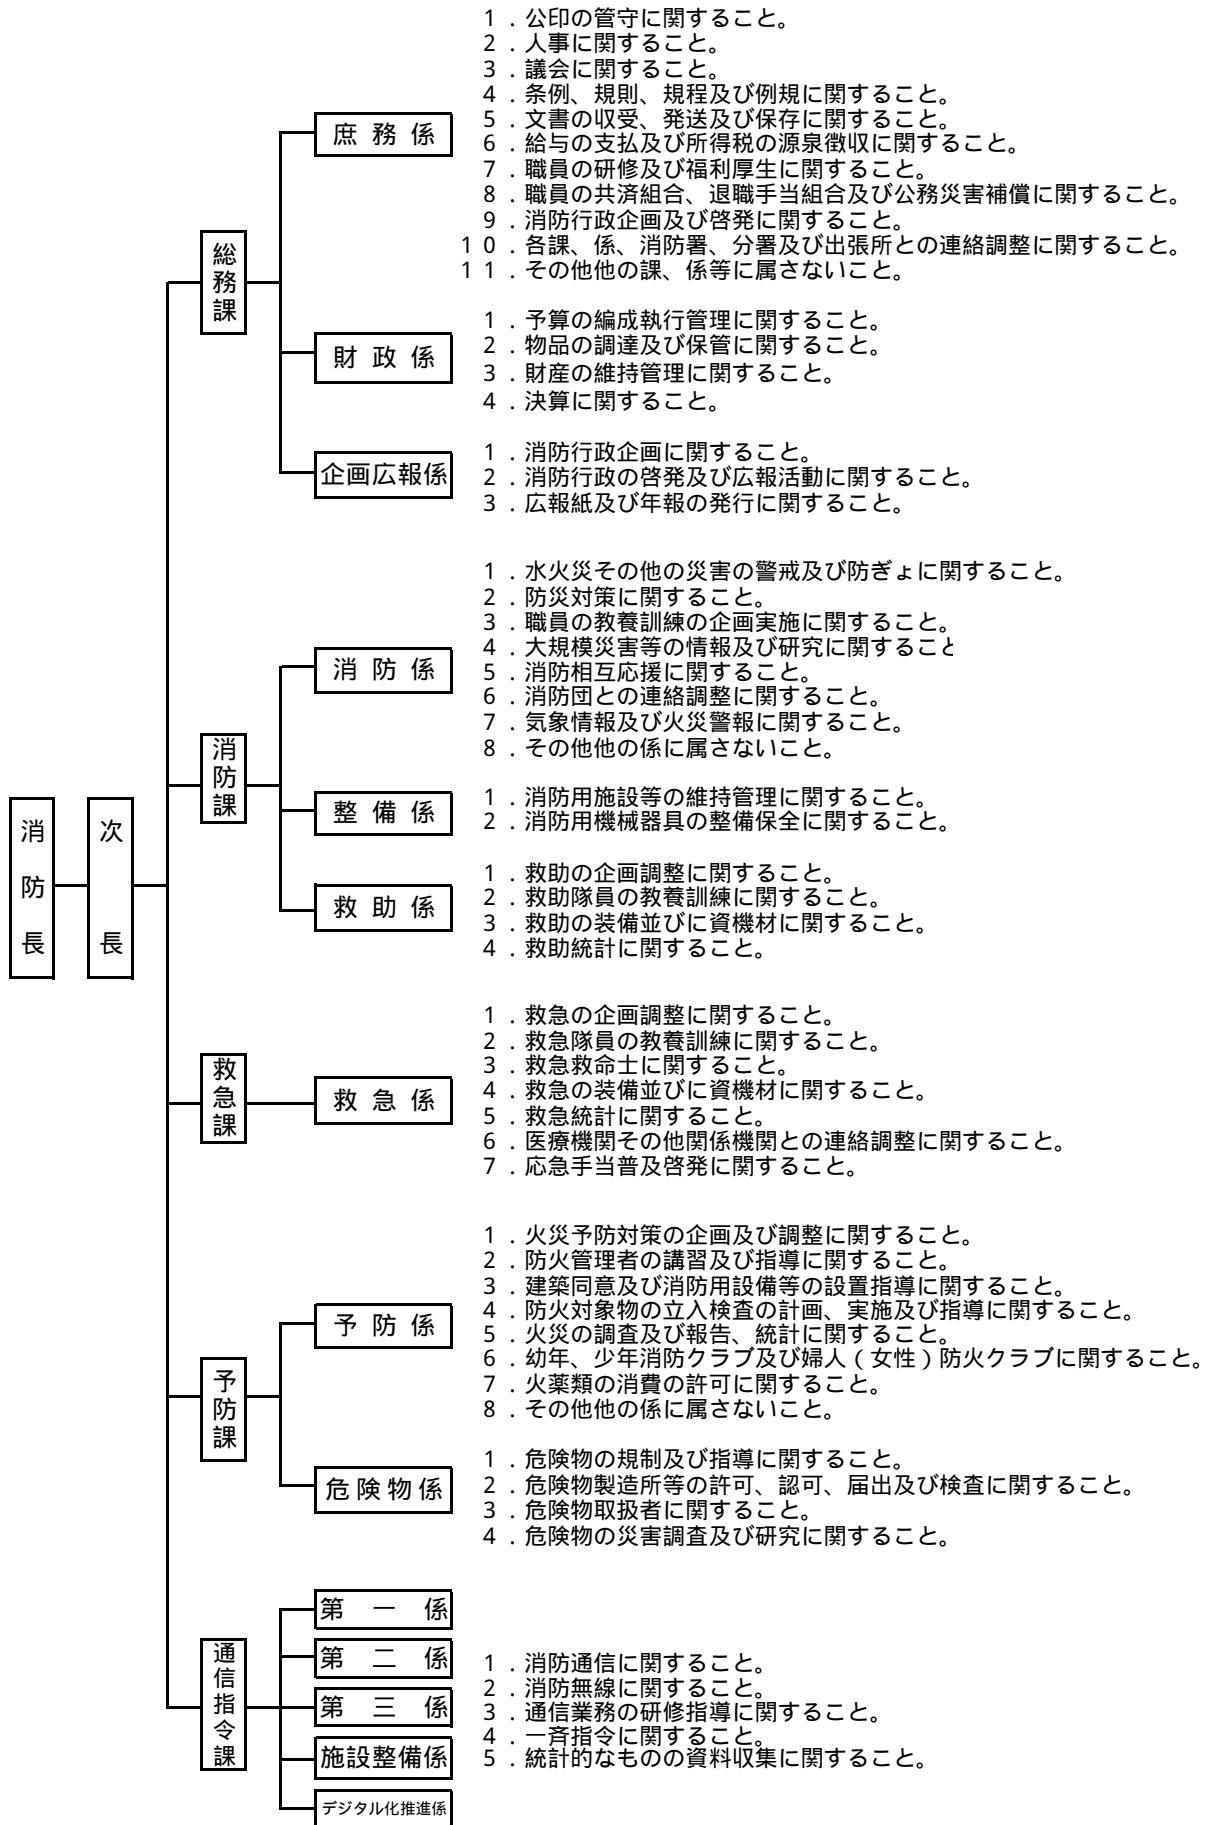 消防長
次長
総務課
庶務係
1．公印の管守に関すること。
2．人事に関すること。
3．議会に関すること。
4．条例、規則、規程及び例規に関すること。
5．文書の収受、発送及び保存に関すること。
6．給与の支払及び所得税の源泉徴収に関すること。
7．職員の研修及び福利厚生に関すること。
8．職員の共済組合、退職手当組合及び公務災害補償に関すること。
9．消防行政企画及び啓発に関すること。
10．各課、係、消防署、分署及び出張所との連絡調整に関すること。
11．その他他の課、係等に属さないこと。
財政係
1．予算の編成執行管理に関すること。
2．物品の調達及び保管に関すること。
3．財産の維持管理に関すること。
4．決算に関すること。
企画広報係
1．消防行政企画に関すること。
2．消防行政の啓発及び広報活動に関すること。
3．広報紙及び年報の発行に関すること。
消防課
消防係
1．水火災その他の災害の警戒及び防ぎょに関すること。
2．防災対策に関すること。
3．職員の教養訓練の企画実施に関すること。
4．大規模災害等の情報及び研究に関すること
5．消防相互応援に関すること。
6．消防団との連絡調整に関すること。
7．気象情報及び火災警報に関すること。
8．その他他の係に属さないこと。
整備係
1．消防用施設等の維持管理に関すること。
2．消防用機械器具の整備保全に関すること。
救助係
1．救助の企画調整に関すること。
2．救助隊員の教養訓練に関すること。
3．救助の装備並びに資機材に関すること。
4．救助統計に関すること。
救急課
救急係
1．救急の企画調整に関すること。
2．救急隊員の教養訓練に関すること。
3．救急救命士に関すること。
4．救急の装備並びに資機材に関すること。
5．救急統計に関すること。
6．医療機関その他関係機関との連絡調整に関すること。
7．応急手当普及啓発に関すること。
予防課
予防係
1．火災予防対策の企画及び調整に関すること。
2．防火管理者の講習及び指導に関すること。
3．建築同意及び消防用設備等の設置指導に関すること。
4．防火対象物の立入検査の計画、実施及び指導に関すること。
5．火災の調査及び報告、統計に関すること。
6．幼年、少年消防クラブ及び婦人（女性）防火クラブに関すること。
7．火薬類の消費の許可に関すること。
8．その他他の係に属さないこと。
危険物係
1．危険物の規制及び指導に関すること。
2．危険物製造所等の許可、認可、届出及び検査に関すること。
3．危険物取扱者に関すること。
4．危険物の災害調査及び研究に関すること。
通信指令課
第一係
第二係
第三係
施設整備係
デジタル化推進係
1．消防通信に関すること。
2．消防無線に関すること。
3．通信業務の研修指導に関すること。
4．一斉指令に関すること。
5．統計的なものの資料収集に関すること。